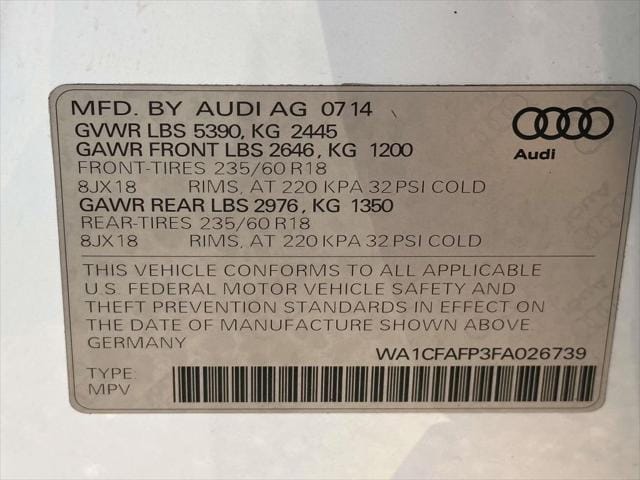 MFD. BY AUDI AG 07 14
GVWR LBS 5390, KG 2445
GAWR FRONT LBS 2646, KG 1200
FRONT-TIRES 235/60 R18
8JX18 RIMS, AT 220 KPA 32 PSI COLD
GAWR REAR LBS 2976, KG 1350
REAR-TIRES 235/60 R18
8JX18 RIMS, AT 220 KPA 32 PSI COLD
Audi
THIS VEHICLE CONFORMS TO ALL APPLICABLE
U.S. FEDERAL MOTOR VEHICLE SAFETY AND
THEFT PREVENTION STANDARDS IN EFFECT ON
THE DATE OF MANUFACTURE SHOWN ABOVE
GERMANY
WA1CFAFP3FA026739
TYPE:
MPV